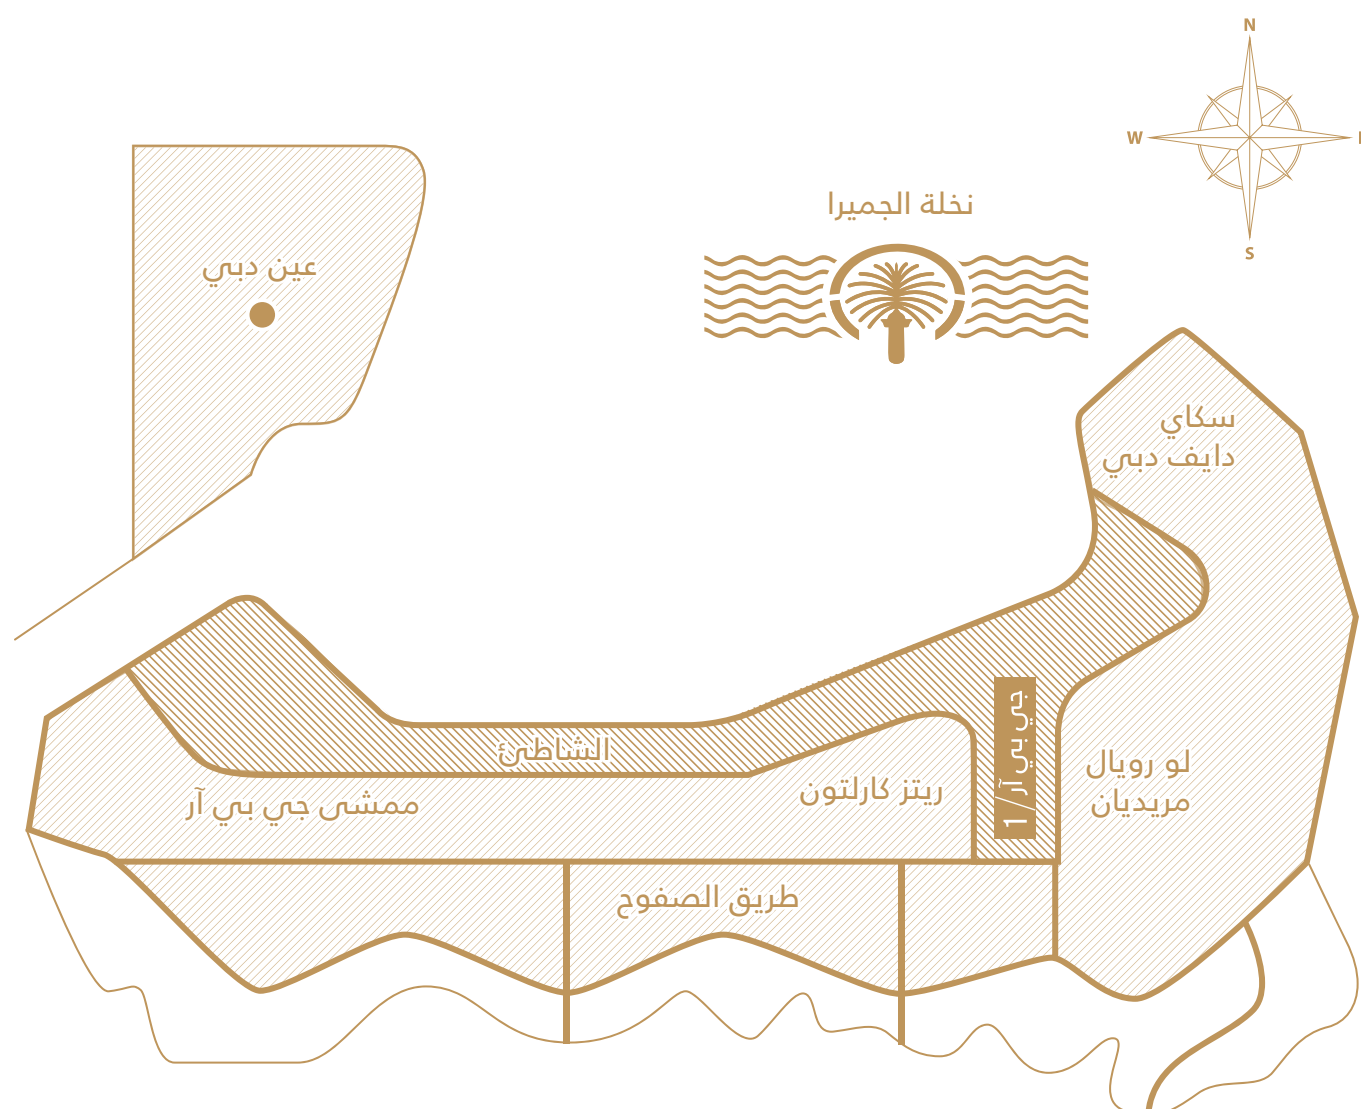 N
W
S
نخلة الجميرا
عين دبي
سكاي
دايف دبي
الشاطئ
جي بي آر/1
لو رويال
مريديان
ريتز كارلتون
ممشى جي بي آر
طريق الصفوح